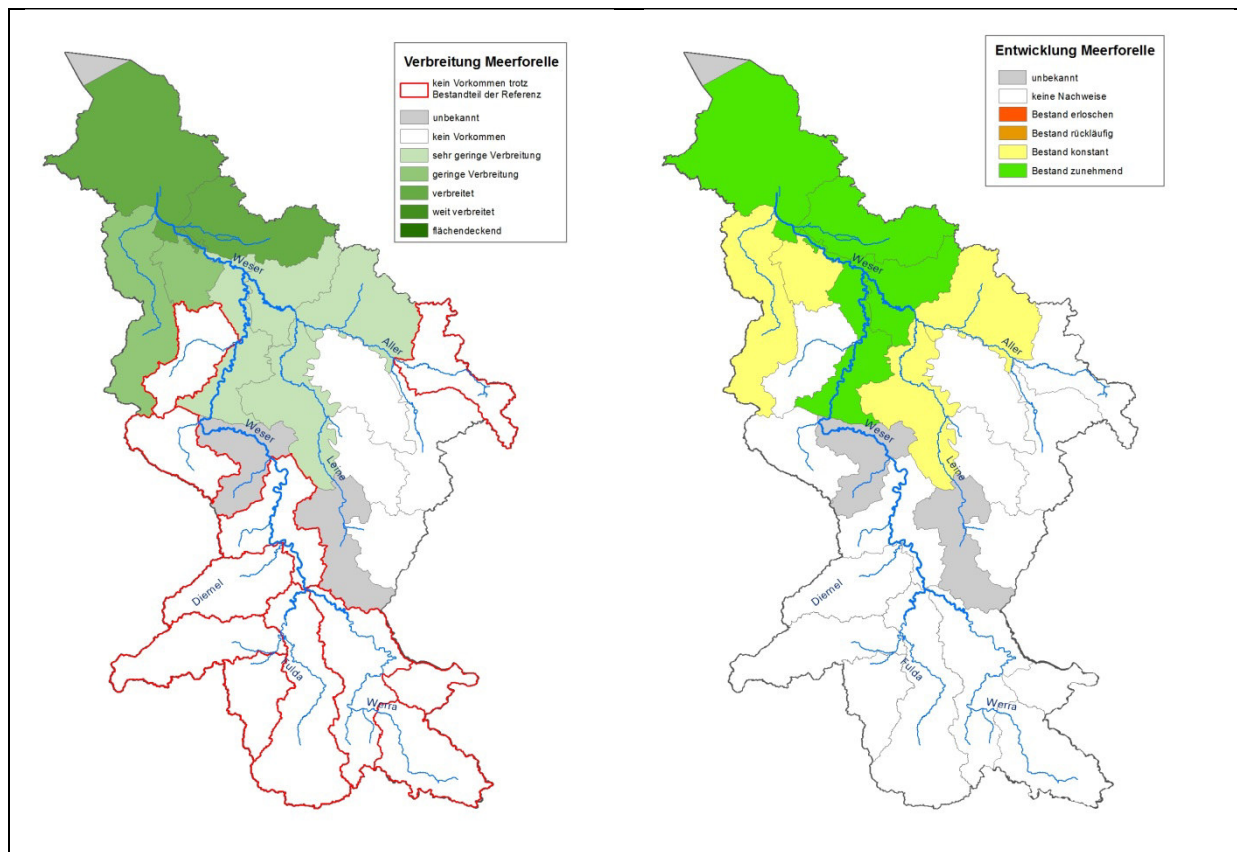 Verbreitung Meerforelle
kein Vorkommen trotz
Bestandteil der Referenz
unbekannt
kein Vorkommen
sehr geringe Verbreitung
geringe Verbreitung
verbreitet
weit verbreitet
flächendeckend
Weser
Aller
Weser
Leine
Diemel
Fulda
Werra
Entwicklung Meerforelle
unbekannt
keine Nachweise
Bestand erloschen
Bestand rückläufig
Bestand konstant
Bestand zunehmend
Weser
Aller
Weser
Leine
Diemel
Fulda
Werra